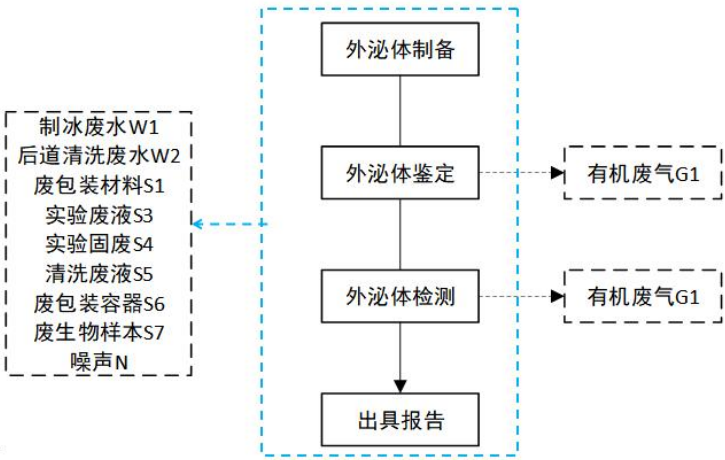 外泌体制备
制冰废水W1
后道清洗废水W2
废包装材料S1
实验废液S3
实验固废S4
清洗废液S5
废包装容器S6
废生物样本S7
噪声N
外泌体鉴定
有机废气G1
外泌体检测
有机废气G1
出具报告